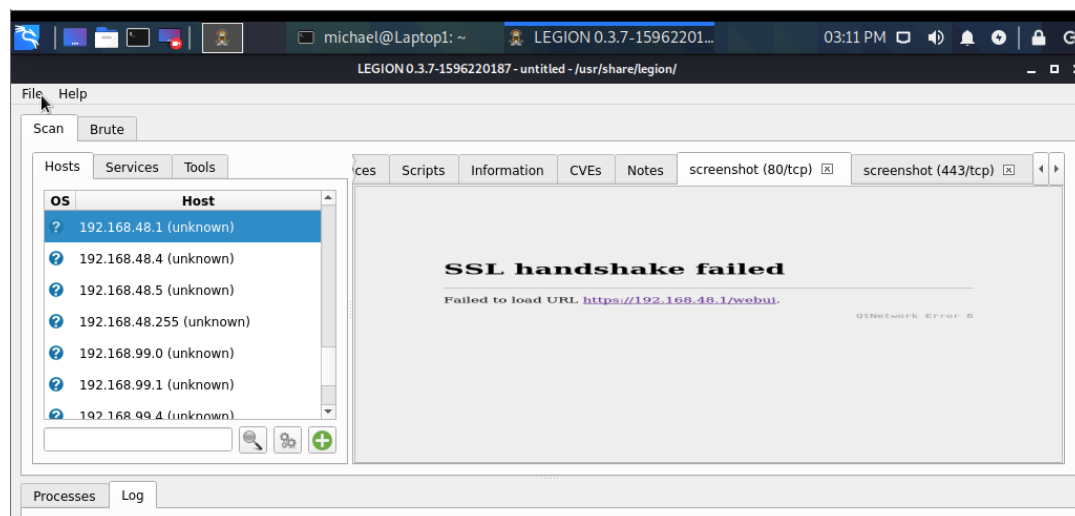 michael@Laptop1: ~ LEGION 0.3.7-15962201... 03:11 PM
LEGION 0.3.7-1596220187 - untitled - /usr/share/legion/
File Help
Scan Brute
Hosts Services Tools
ces Scripts Information CVEs Notes screenshot (80/tcp) screenshot (443/tcp)
OS Host
192.168.48.1 (unknown)
192.168.48.4 (unknown)
192.168.48.5 (unknown)
192.168.48.255 (unknown)
192.168.99.0 (unknown)
192.168.99.1 (unknown)
192.168.99.4 (unknown)
SSL handshake failed
Failed to load URL https://192.168.48.1/webui.
QtNetwork Error 6
Processes Log